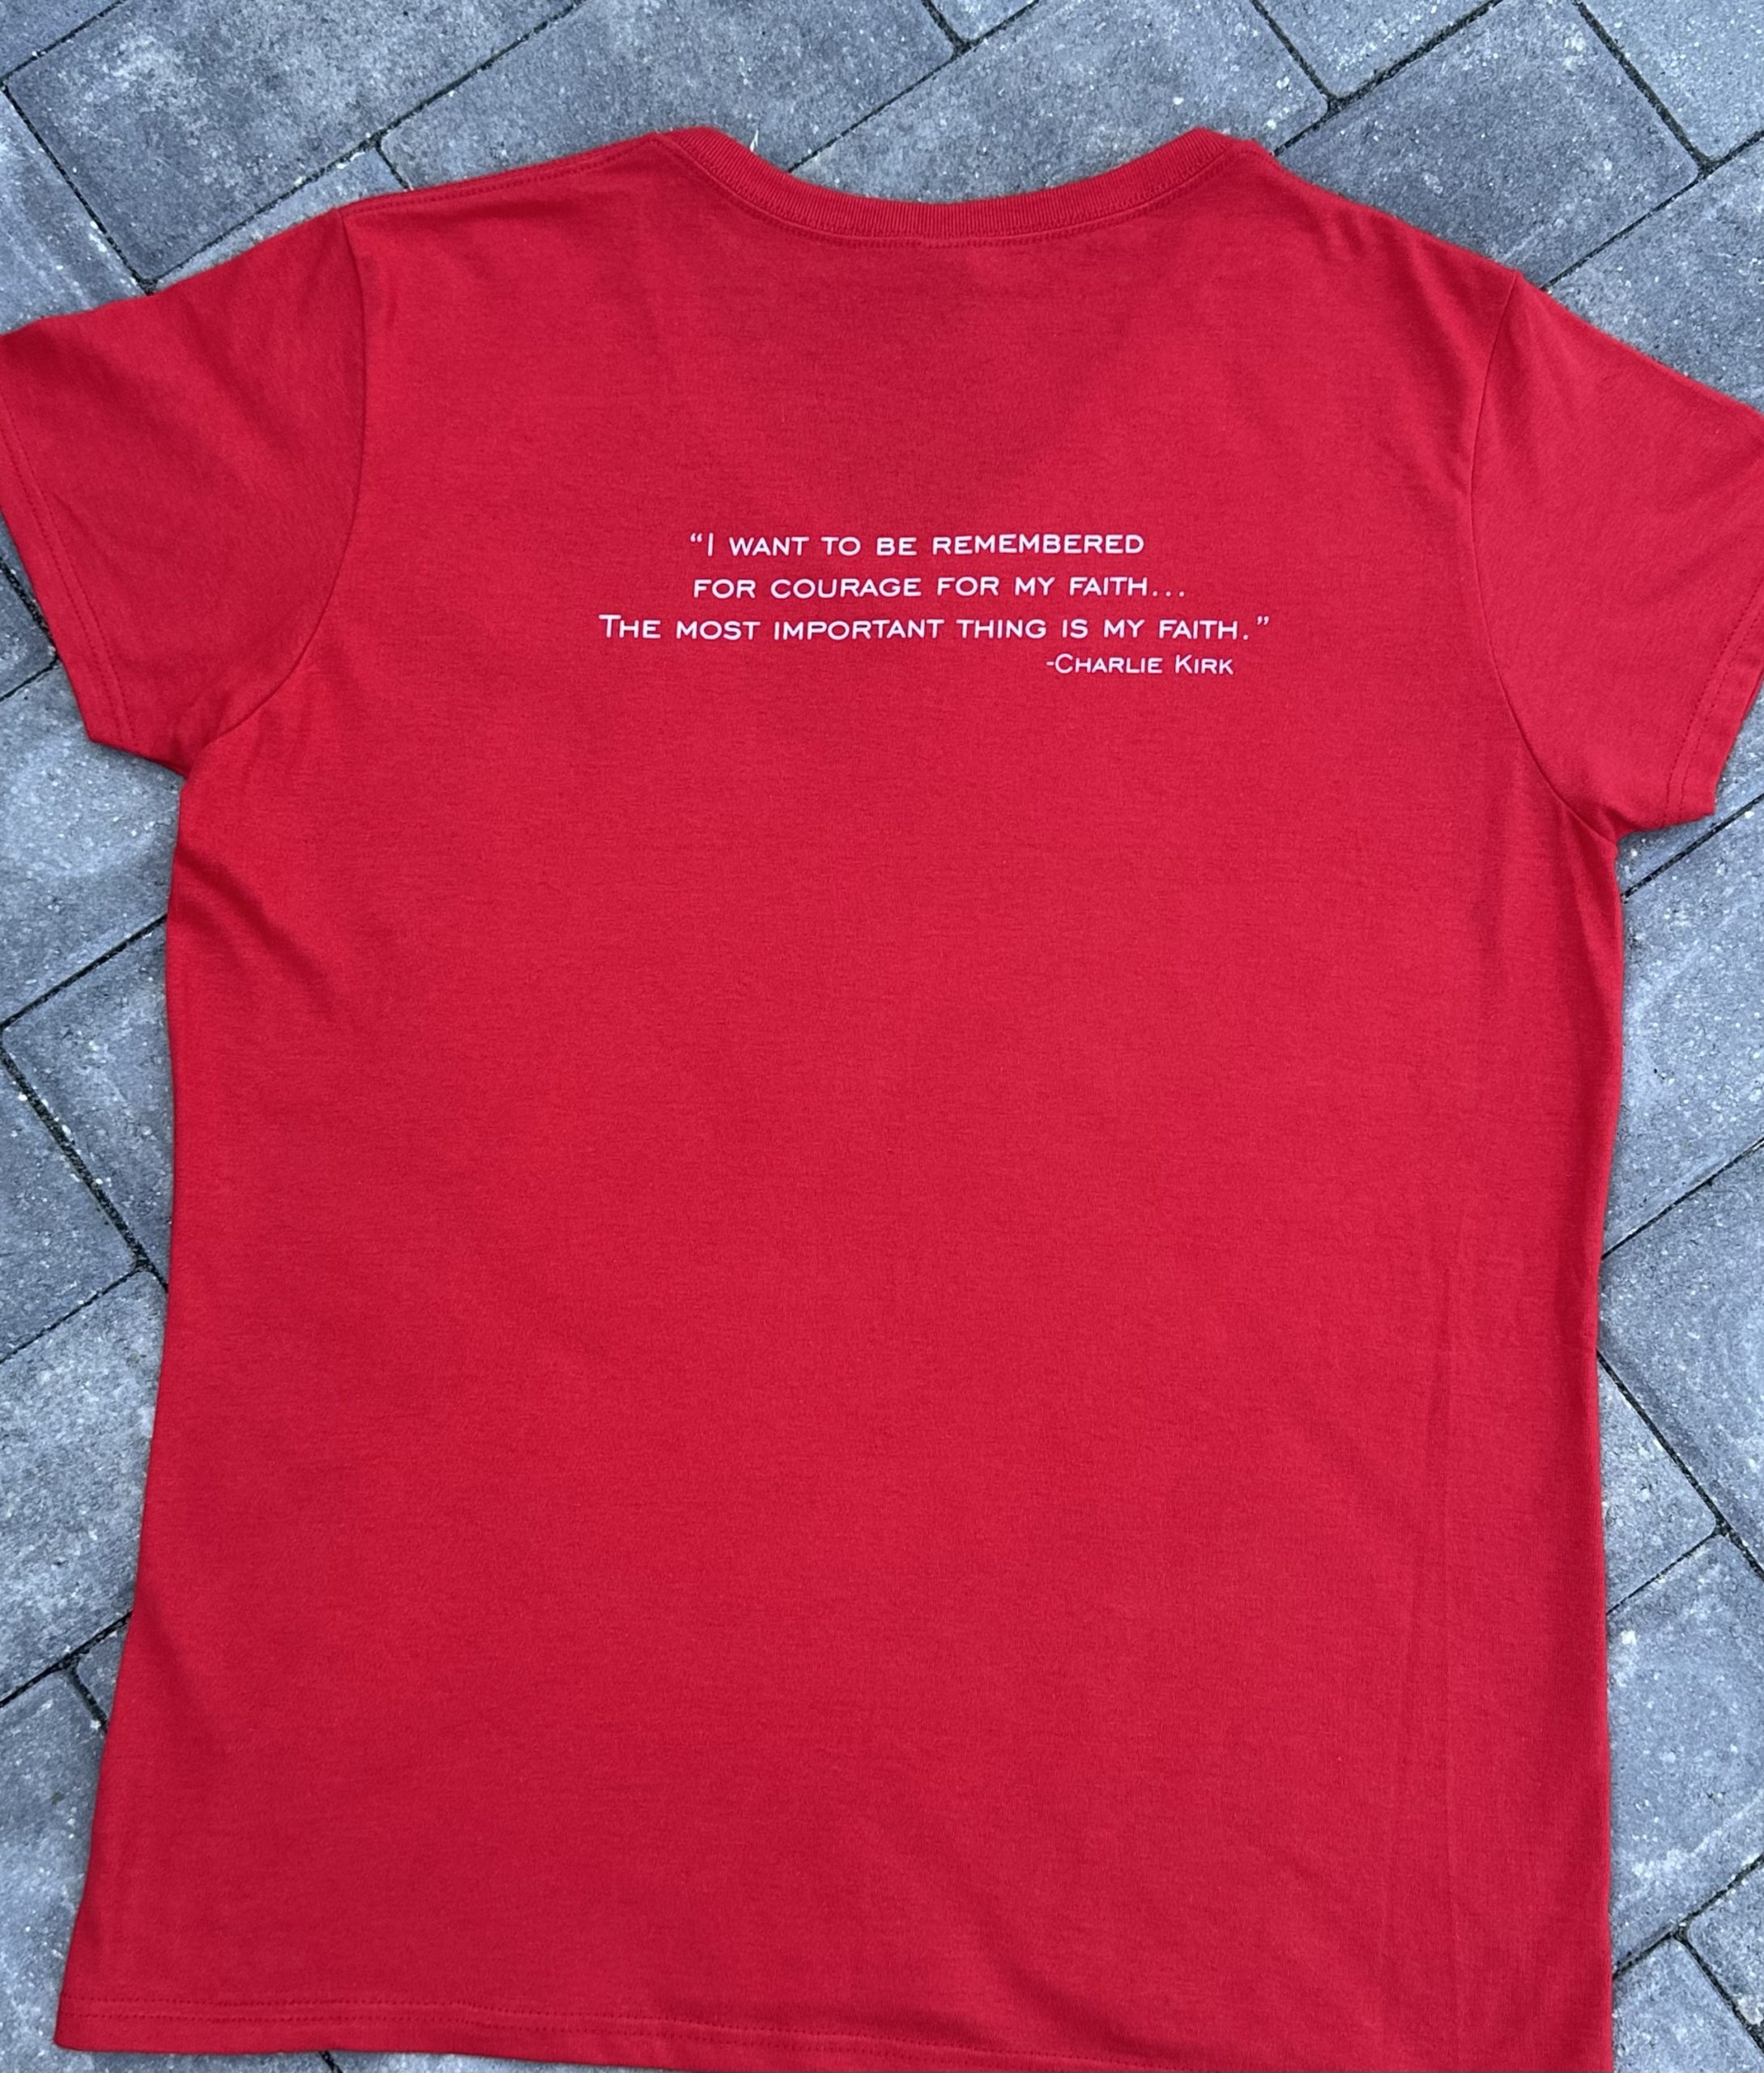 “I WANT TO BE REMEMBERED
FOR COURAGE FOR MY FAITH...
THE MOST IMPORTANT THING IS MY FAITH.”
-CHARLIE KIRK